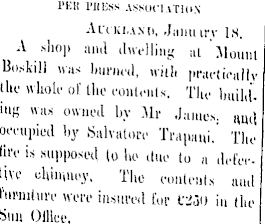 PER PRESS ASSOCIATION
AUCKLAND, January 18.
A shop and dwelling at Mount
Boskill was burned, with practically
the whole of the contents. The build-
ing was owned by Mr James, and
occupied by Salvatore Trapani. The
fire is supposed to be due to a defec-
tive chimney. The contents and
furniture were insured for £250 in the
Sun Office.